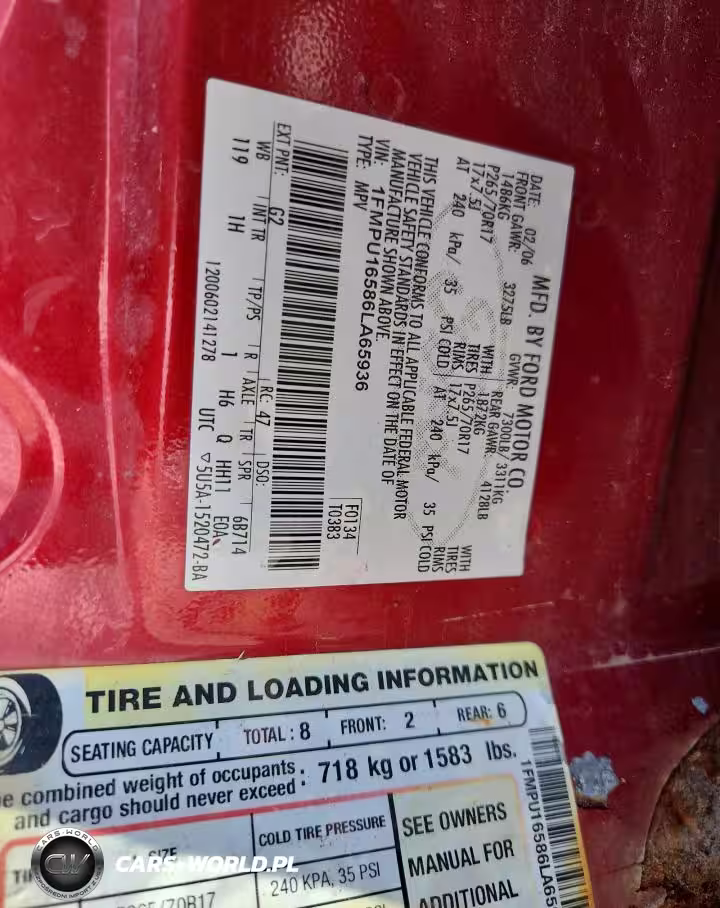 MFD. BY FORD MOTOR CO.
DATE: 02/06 GVWR: 7300LB/ 3311KG
FRONT GAWR: 3275LB REAR GAWR: 4128LB
1486KG WITH 1872KG WITH
P265/70R17 TIRES P265/70R17 TIRES
17x7.5J RIMS 17x7.5J RIMS
AT 240 kPa/ 35 PSI COLD AT 240 kPa/ 35 PSI COLD
THIS VEHICLE CONFORMS TO ALL APPLICABLE FEDERAL MOTOR
VEHICLE SAFETY STANDARDS IN EFFECT ON THE DATE OF
MANUFACTURE SHOWN ABOVE.
VIN: 1FMPU16586LA65936
TYPE: MPV
F0134
T0383
EXT PNT: G2 RC: 47 DSO:
WB INT TR TP/PS R AXLE TR SPR 6B714
119 1H 1 H6 Q HH11 E0A
1200602141278 UTC ▽5U5A-1520472-BA
TIRE AND LOADING INFORMATION
SEATING CAPACITY TOTAL: 8 FRONT: 2 REAR: 6
combined weight of occupants : 718 kg or 1583 lbs.
and cargo should never exceed
COLD TIRE PRESSURE
240 KPA, 35 PSI
SEE OWNERS
MANUAL FOR
ADDITIONAL
1FMPU16586LA65
CARS-WORLD
CW
CARS-WORLD.PL